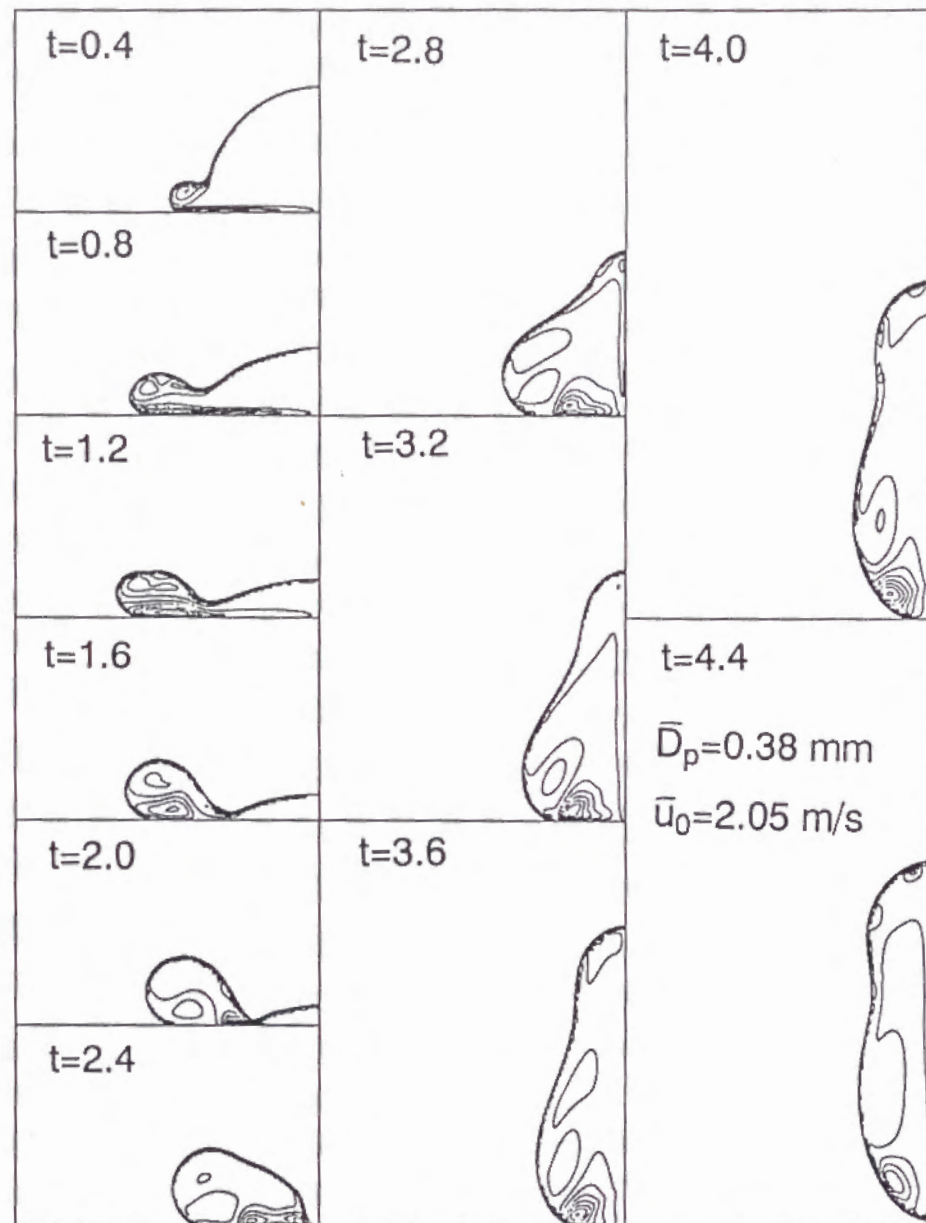 t=0.4
t=0.8
t=1.2
t=1.6
t=2.0
t=2.4
t=2.8
t=3.2
t=3.6
t=4.0
t=4.4
D̄ₚ=0.38 mm
ū₀=2.05 m/s